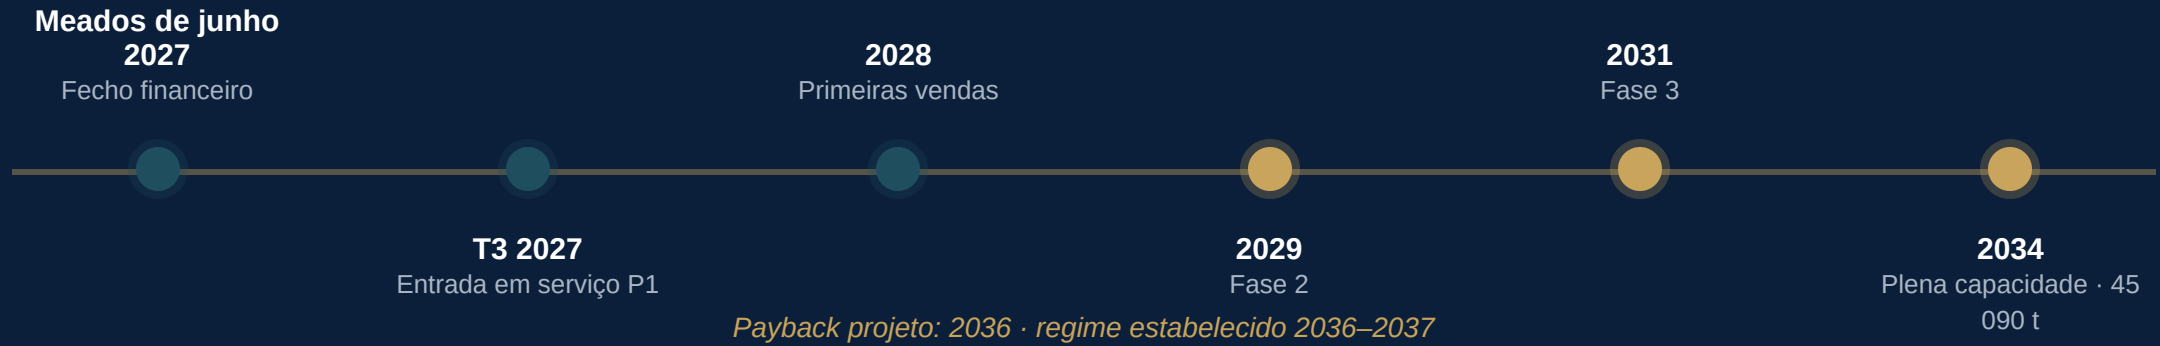 Meados de junho
2027
Fecho financeiro
T3 2027
Entrada em serviço P1
2028
Primeiras vendas
2029
Fase 2
2031
Fase 3
2034
Plena capacidade · 45
090 t
Payback projeto: 2036 · regime estabelecido 2036–2037